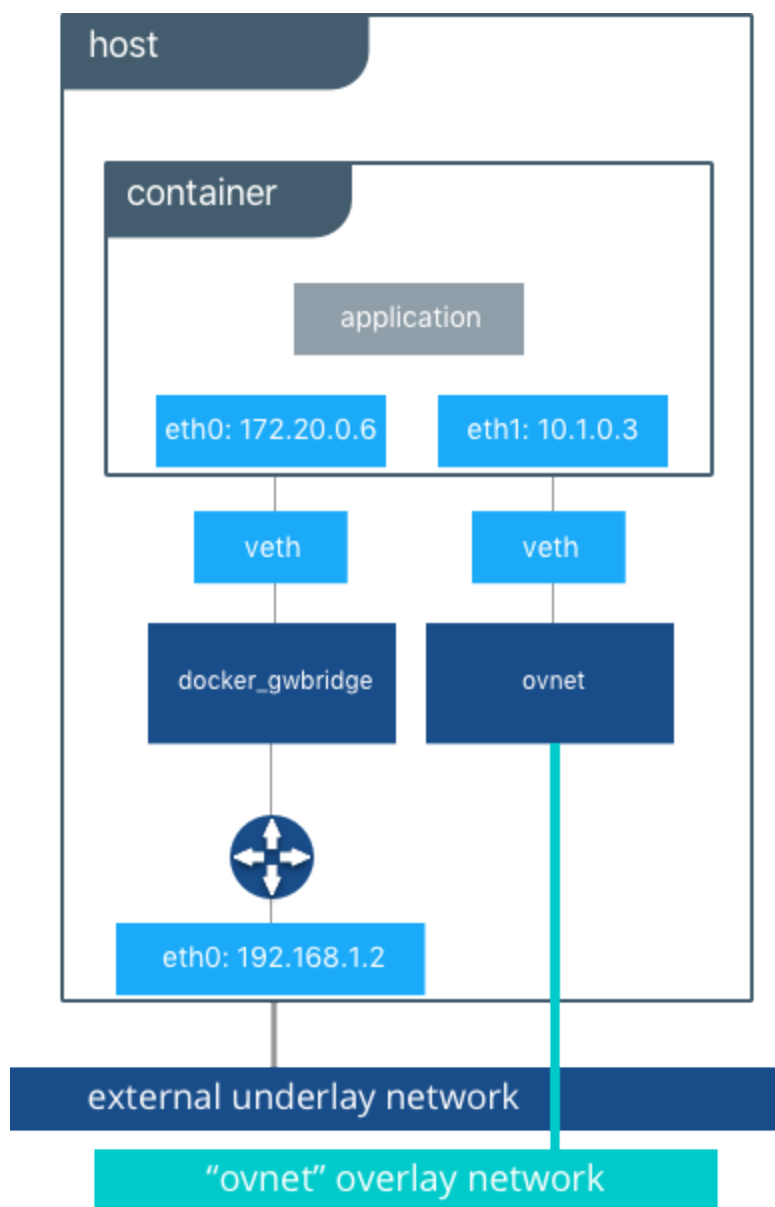 host
container
application
eth0: 172.20.0.6
eth1: 10.1.0.3
veth
veth
docker_gwbridge
ovnet
eth0: 192.168.1.2
external underlay network
“ovnet” overlay network